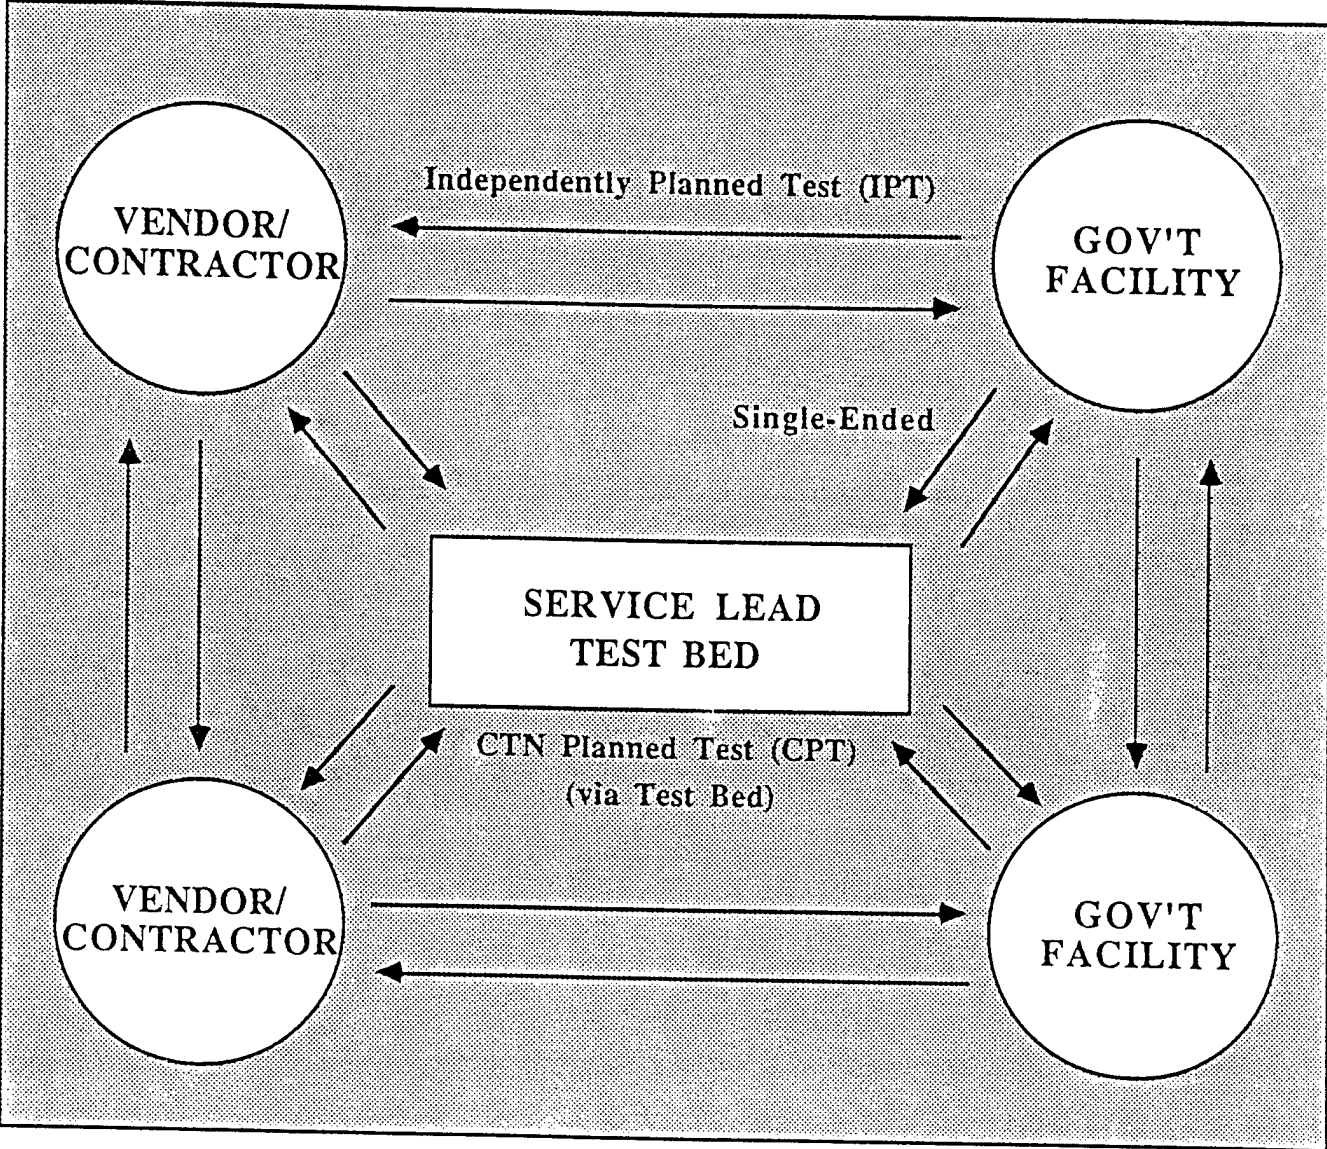 Independently Planned Test (IPT)
VENDOR/
CONTRACTOR
GOV'T
FACILITY
Single-Ended
SERVICE LEAD
TEST BED
CTN Planned Test (CPT)
(via Test Bed)
VENDOR/
CONTRACTOR
GOV'T
FACILITY